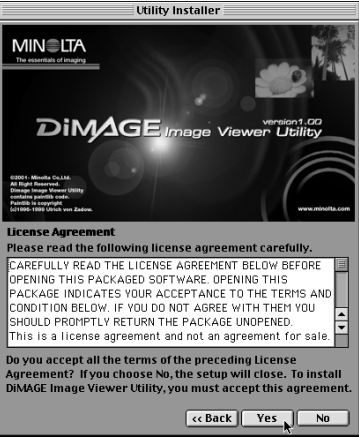 Utility Installer
MINOLTA
The essentials of imaging
version1.00
DiMAGE Image Viewer Utility
©2001- Minolta Co.,Ltd.
All Right Reserved.
Dimage Image Viewer Utility
contains paintlib code.
Paintlib is copyright
(c)1996-1999 Ulrich von Zadow.
www.minolta.com
License Agreement
Please read the following license agreement carefully.
CAREFULLY READ THE LICENSE AGREEMENT BELOW BEFORE
OPENING THIS PACKAGED SOFTWARE. OPENING THIS
PACKAGE INDICATES YOUR ACCEPTANCE TO THE TERMS AND
CONDITION BELOW. IF YOU DO NOT AGREE WITH THEM YOU
SHOULD PROMPTLY RETURN THE PACKAGE UNOPENED.
This is a license agreement and not an agreement for sale.
Do you accept all the terms of the preceding License
Agreement? If you choose No, the setup will close. To install
DiMAGE Image Viewer Utility, you must accept this agreement.
<< Back
Yes
No